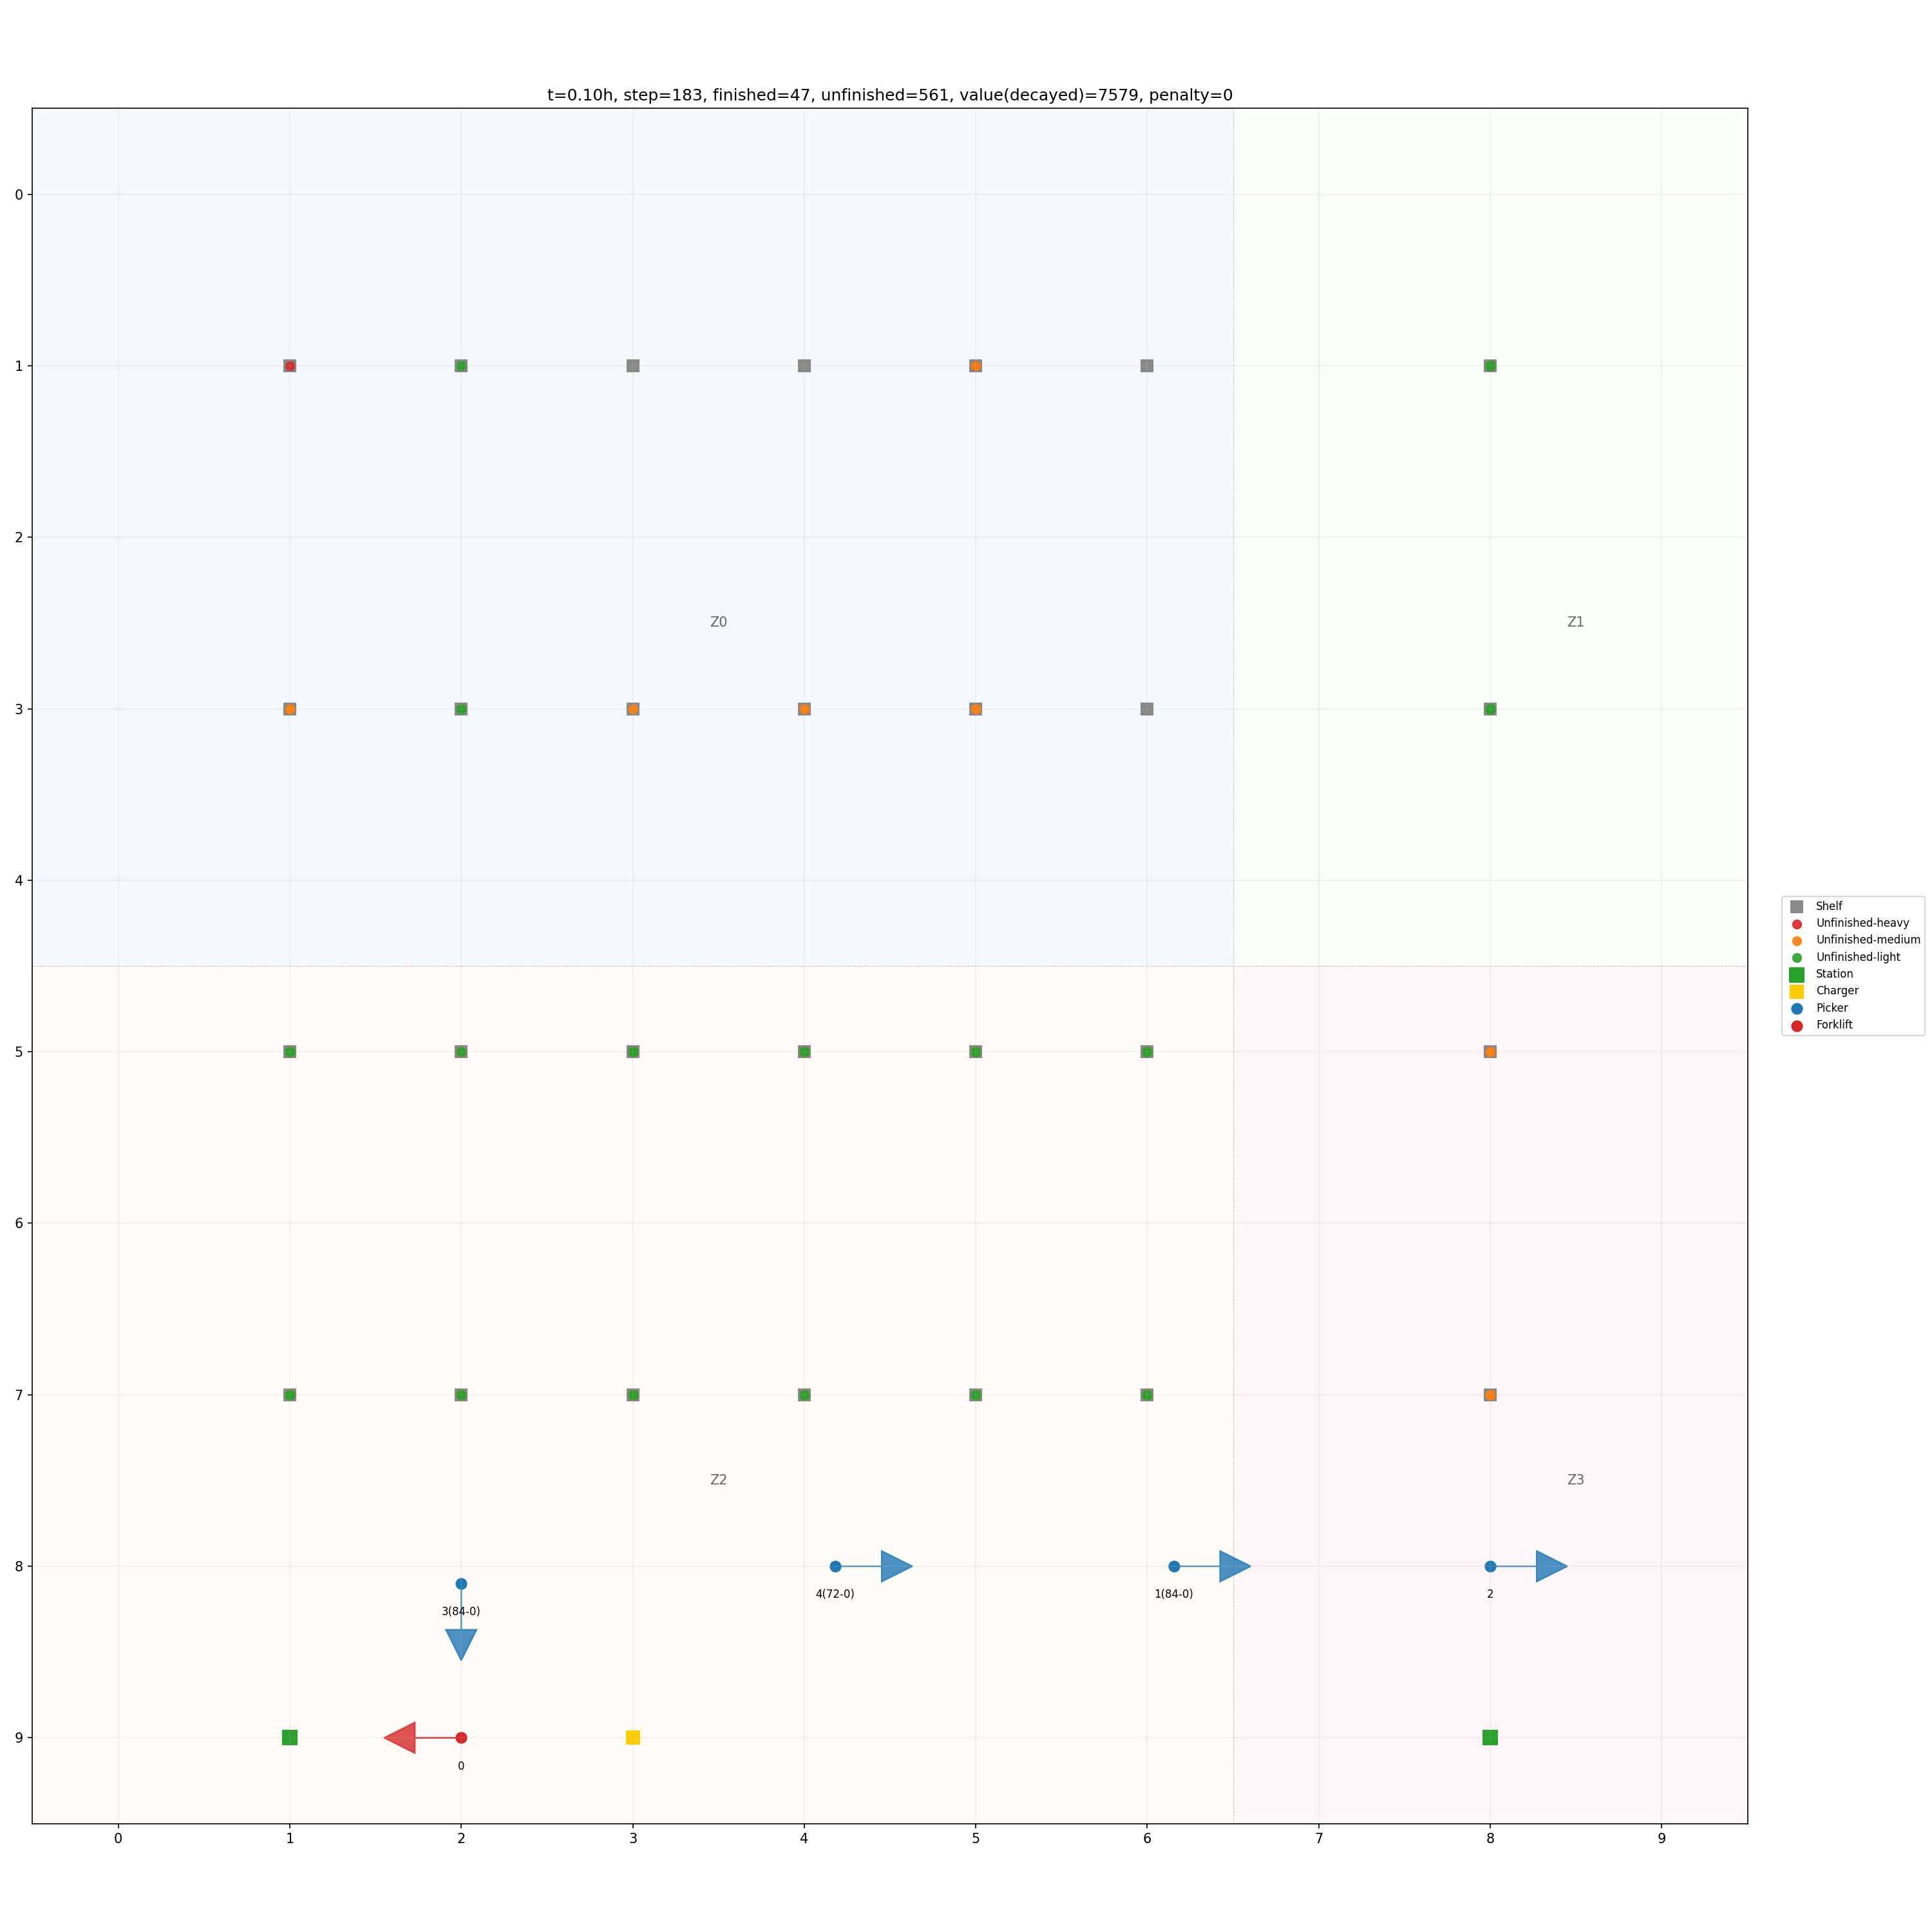 t=0.10h, step=183, finished=47, unfinished=561, value(decayed)=7579, penalty=0
0
1
2
Z0
Z1
3
4
Shelf
Unfinished-heavy
Unfinished-medium
Unfinished-light
Station
Charger
Picker
Forklift
5
6
7
Z2
Z3
8
4(72-0)
1(84-0)
2
3(84-0)
9
0
0 1 2 3 4 5 6 7 8 9